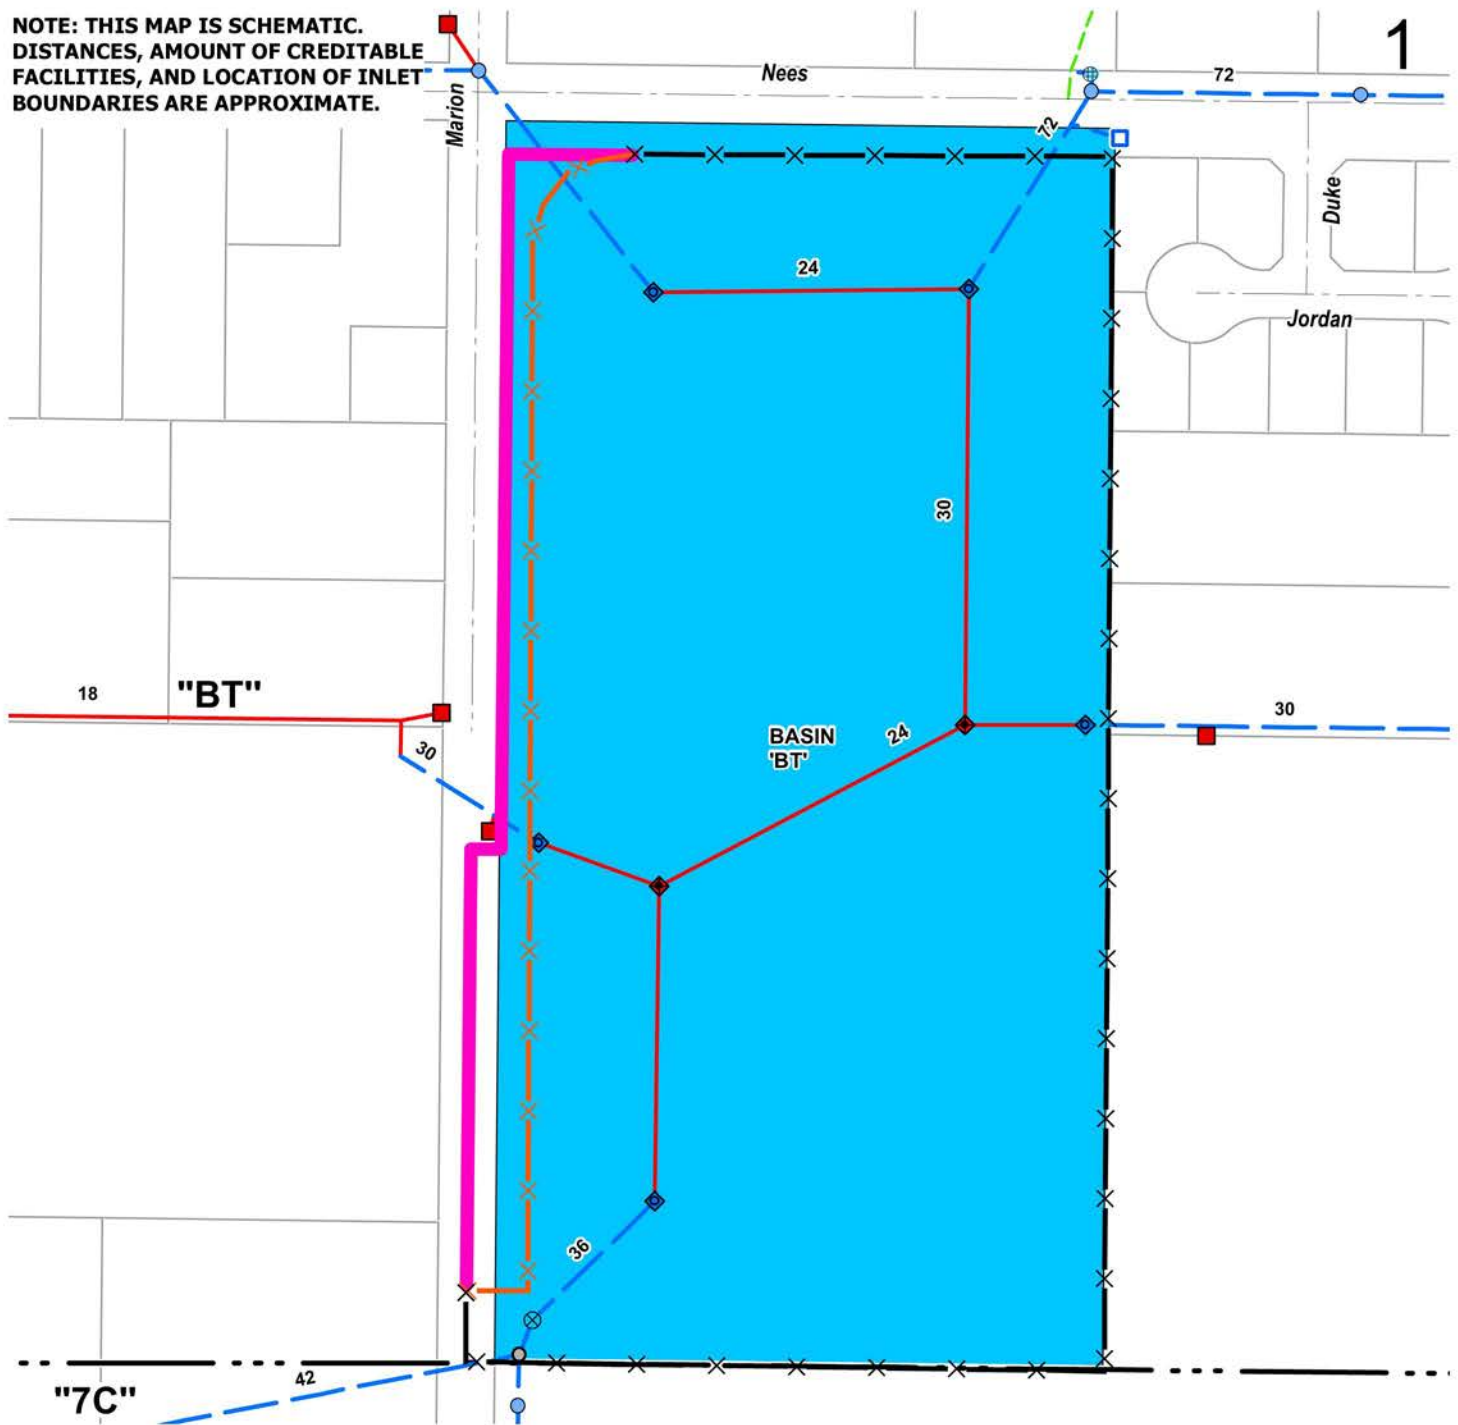 NOTE: THIS MAP IS SCHEMATIC.
DISTANCES, AMOUNT OF CREDITABLE
FACILITIES, AND LOCATION OF INLET
BOUNDARIES ARE APPROXIMATE.
1
Nees
72
Marion
72
Duke
24
Jordan
30
18
"BT"
30
BASIN
'BT'
24
30
36
42
"7C"